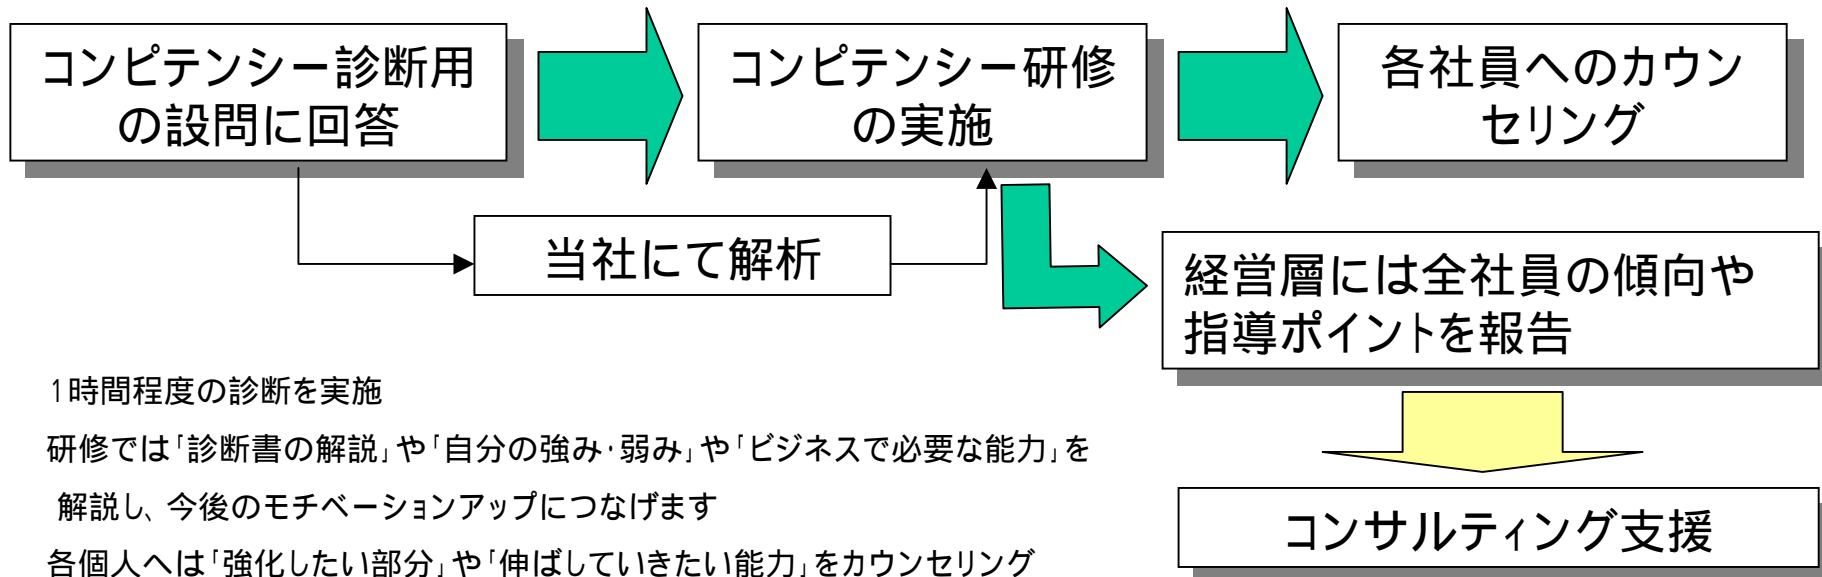 コンピテンシー診断用
の設問に回答
コンピテンシー研修
の実施
各社員へのカウン
セリング
当社にて解析
経営層には全社員の傾向や
指導ポイントを報告
1時間程度の診断を実施
研修では「診断書の解説」や「自分の強み・弱み」や「ビジネスで必要な能力」を
解説し、今後のモチベーションアップにつなげます
各個人へは「強化したい部分」や「伸ばしていきたい能力」をカウンセリング
コンサルティング支援